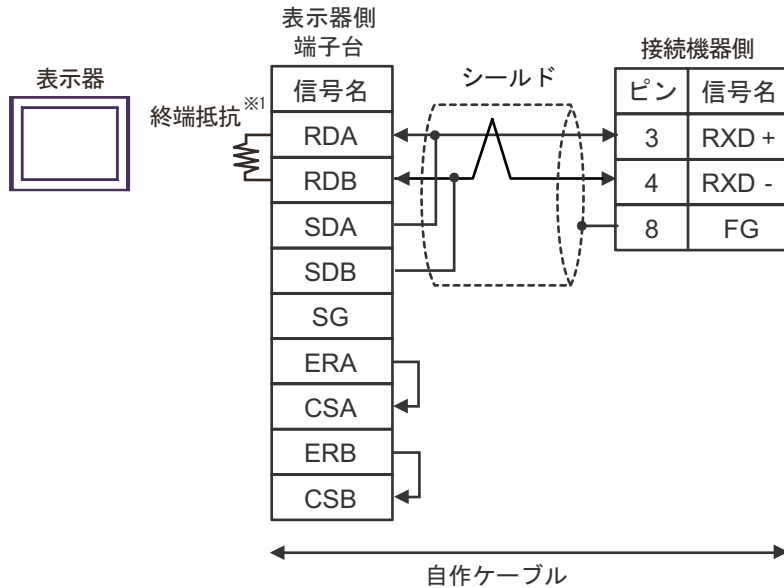 表示器
終端抵抗※1
表示器側
端子台
信号名
RDA
RDB
SDA
SDB
SG
ERA
CSA
ERB
CSB
シールド
接続機器側
ピン 信号名
3 RXD +
4 RXD -
8 FG
自作ケーブル